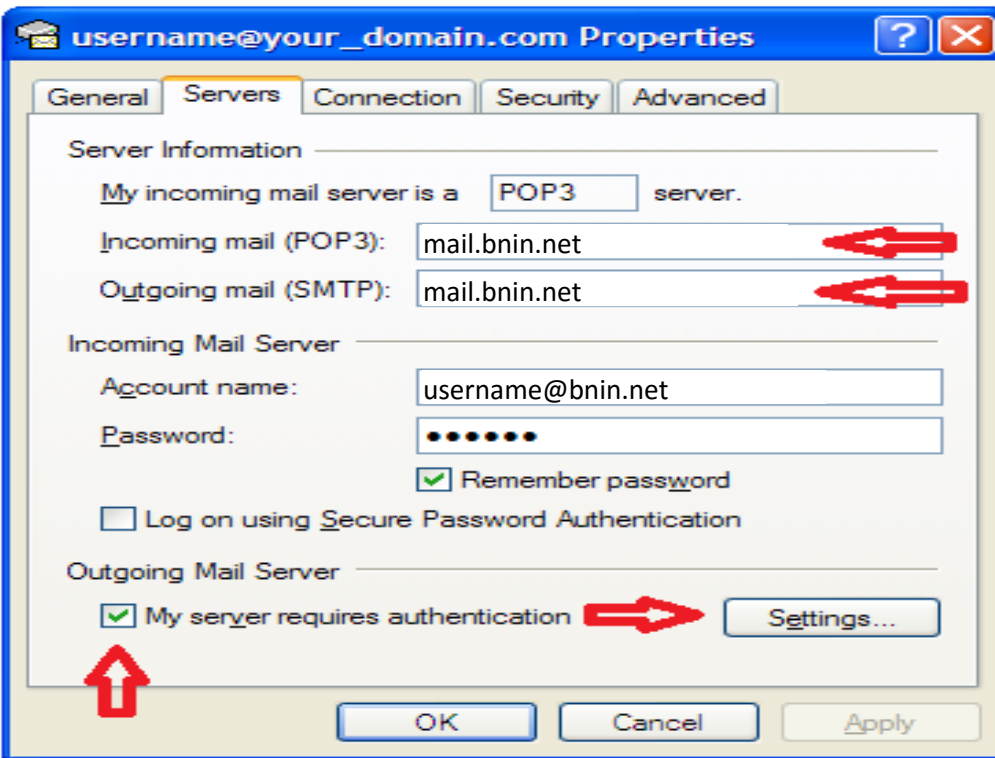 username@your_domain.com Properties
General Servers Connection Security Advanced
Server Information
My incoming mail server is a POP3 server.
Incoming mail (POP3): mail.bnin.net
Outgoing mail (SMTP): mail.bnin.net
Incoming Mail Server
Account name: username@bnin.net
Password: ●●●●●●
Remember password
Log on using Secure Password Authentication
Outgoing Mail Server
My server requires authentication Settings...
OK Cancel Apply